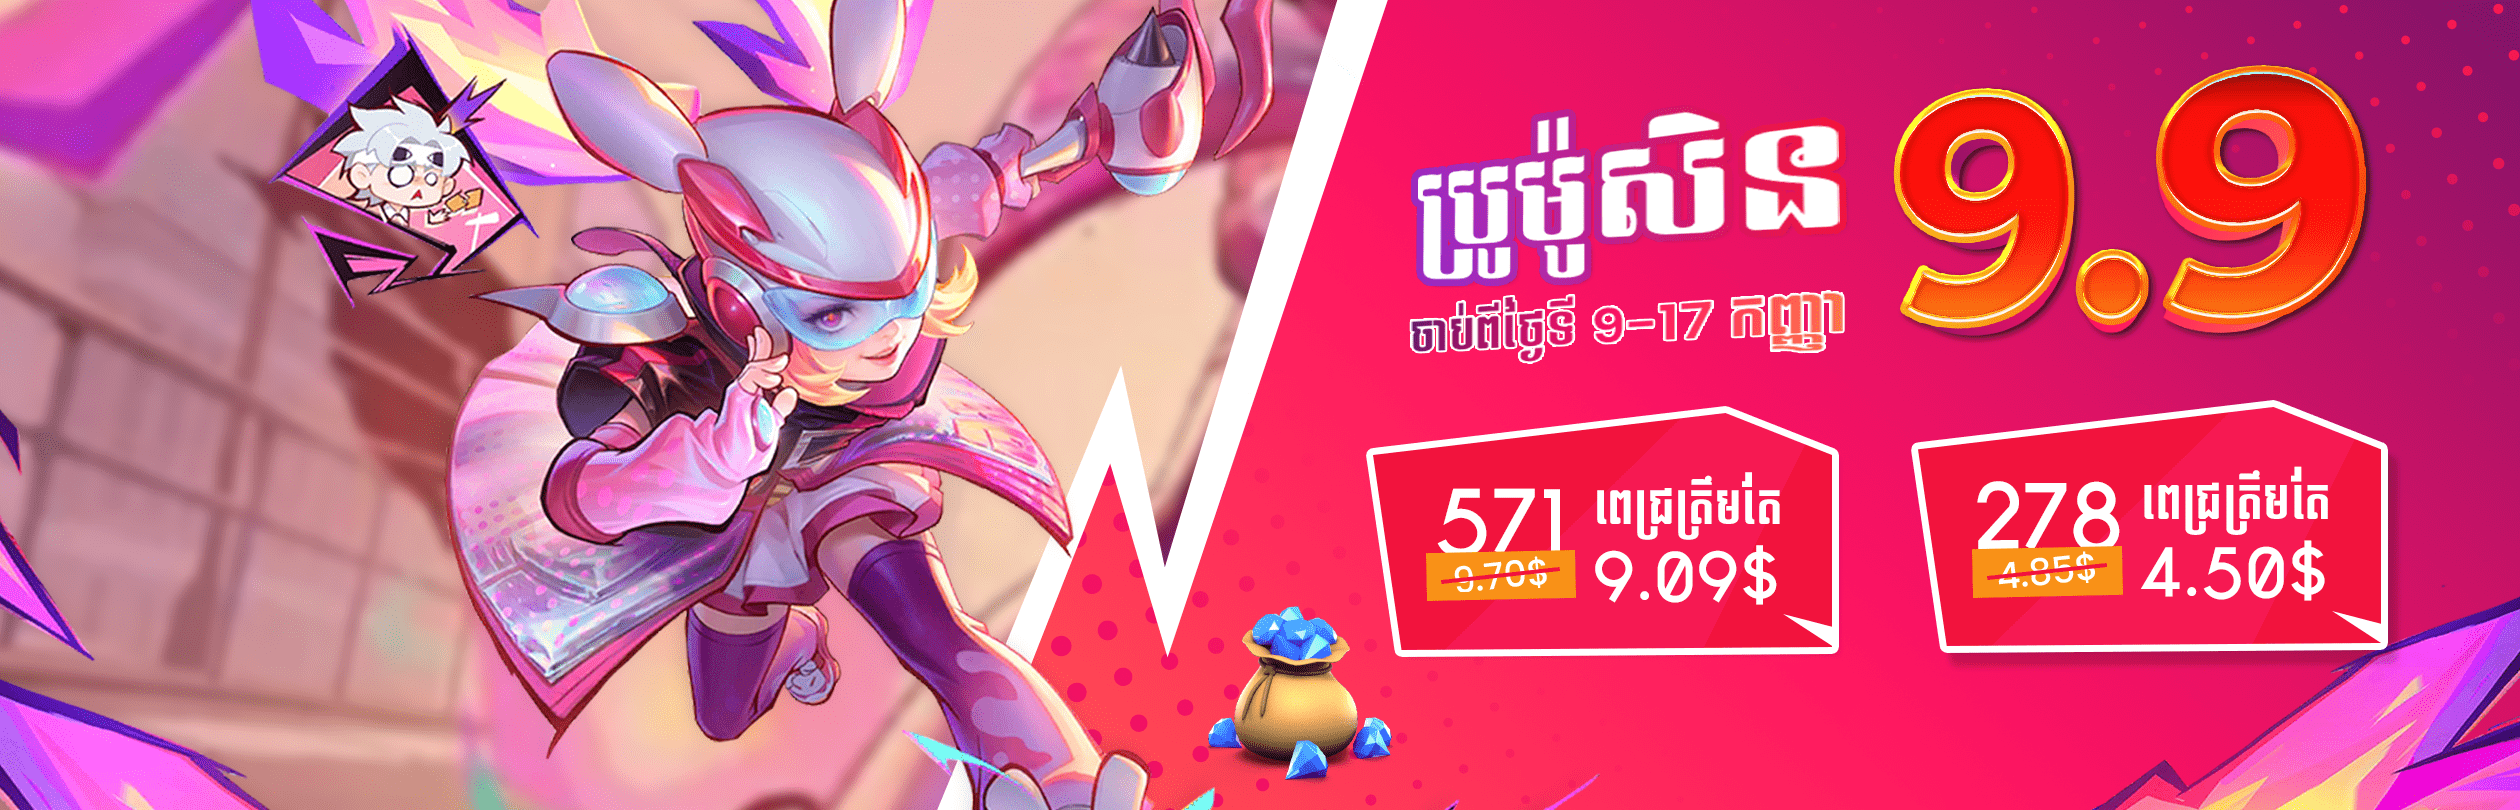 ប្រូម៉ូសិន 9.9
ចាប់ពីថ្ងៃទី 9-17 កញ្ញា
571 ពេជ្រត្រឹមតែ
9.70$ 9.09$
278 ពេជ្រត្រឹមតែ
4.85$ 4.50$